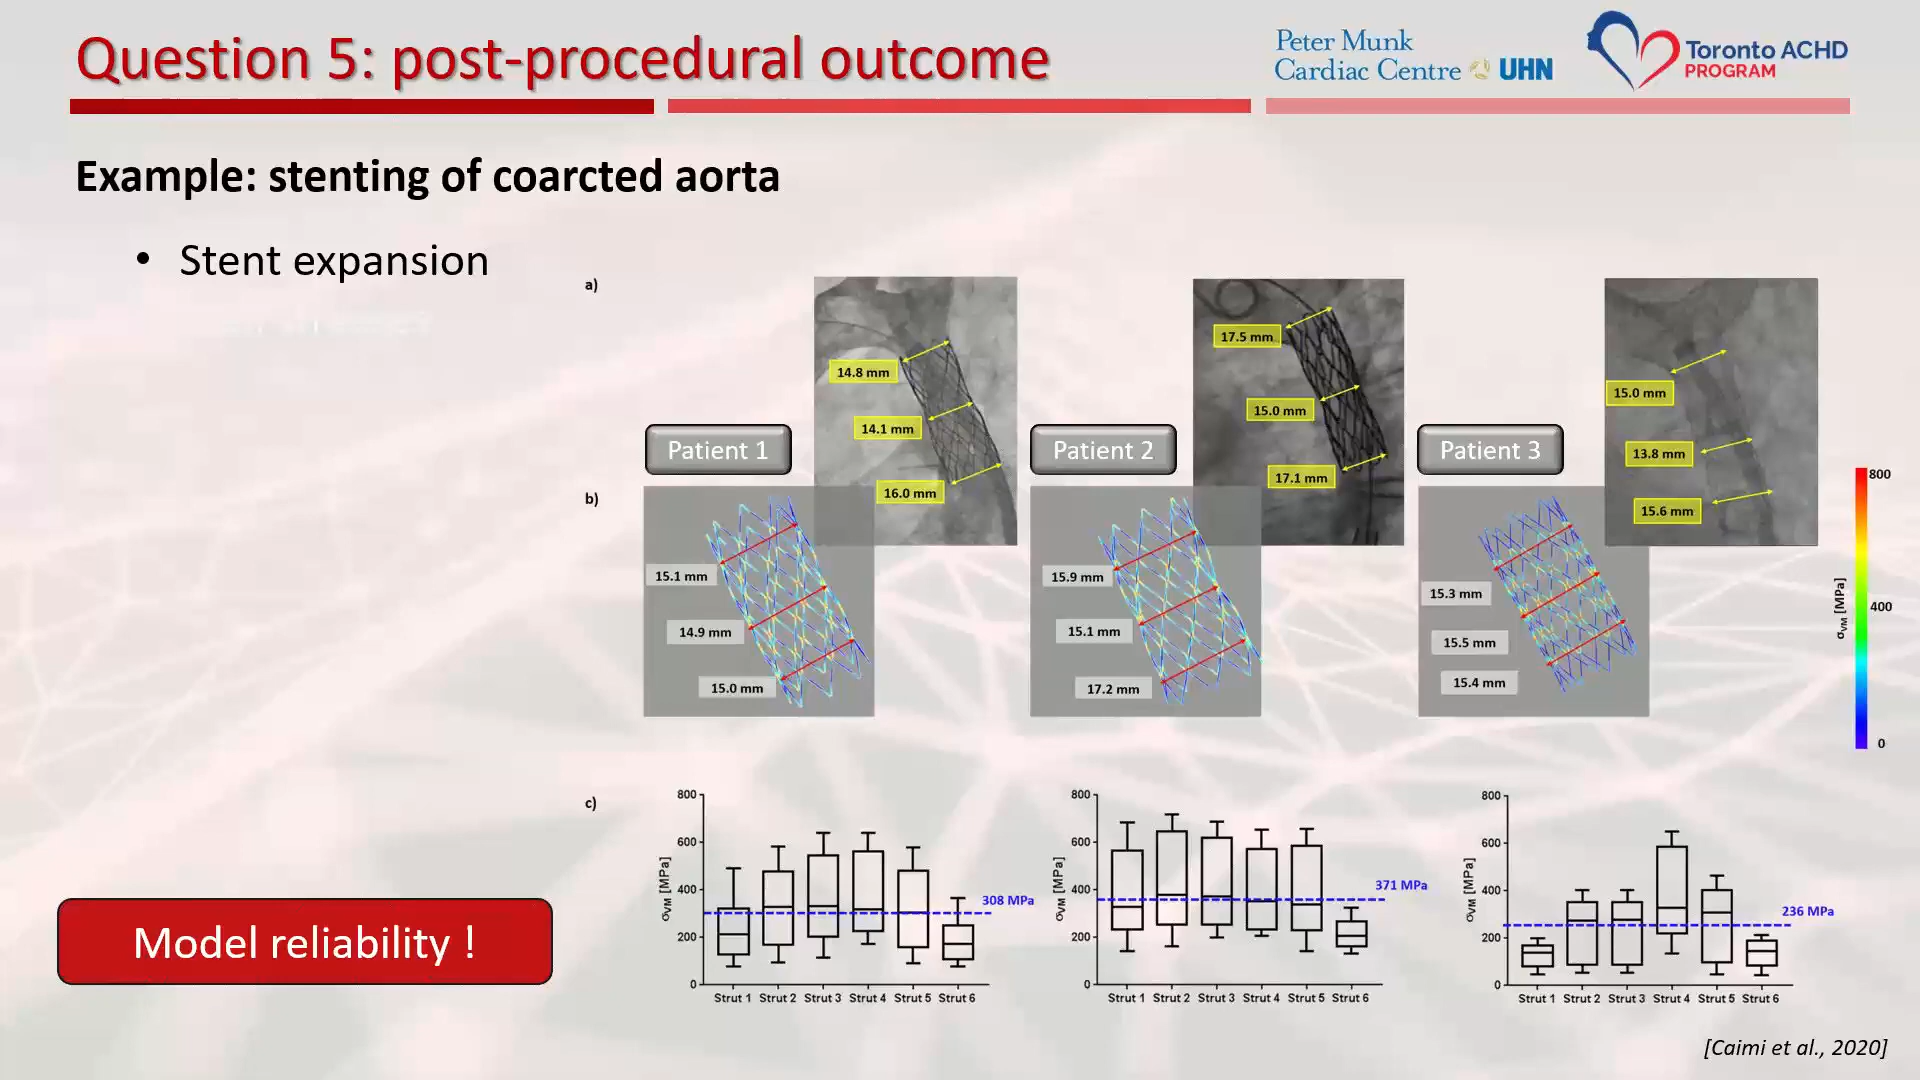 Question 5: post-procedural outcome
Peter Munk
Cardiac Centre UHN
Toronto ACHD
PROGRAM
Example: stenting of coarcted aorta
• Stent expansion
a)
14.8 mm
14.1 mm
16.0 mm
17.5 mm
15.0 mm
17.1 mm
15.0 mm
13.8 mm
15.6 mm
Patient 1
Patient 2
Patient 3
b)
15.1 mm
14.9 mm
15.0 mm
15.9 mm
15.1 mm
17.2 mm
15.3 mm
15.5 mm
15.4 mm
800
400
0
σVM [MPa]
c)
800
600
400
200
0
σVM [MPa]
308 MPa
Strut 1 Strut 2 Strut 3 Strut 4 Strut 5 Strut 6
800
600
400
200
0
σVM [MPa]
371 MPa
Strut 1 Strut 2 Strut 3 Strut 4 Strut 5 Strut 6
800
600
400
200
0
σVM [MPa]
236 MPa
Strut 1 Strut 2 Strut 3 Strut 4 Strut 5 Strut 6
Model reliability !
[Caimi et al., 2020]